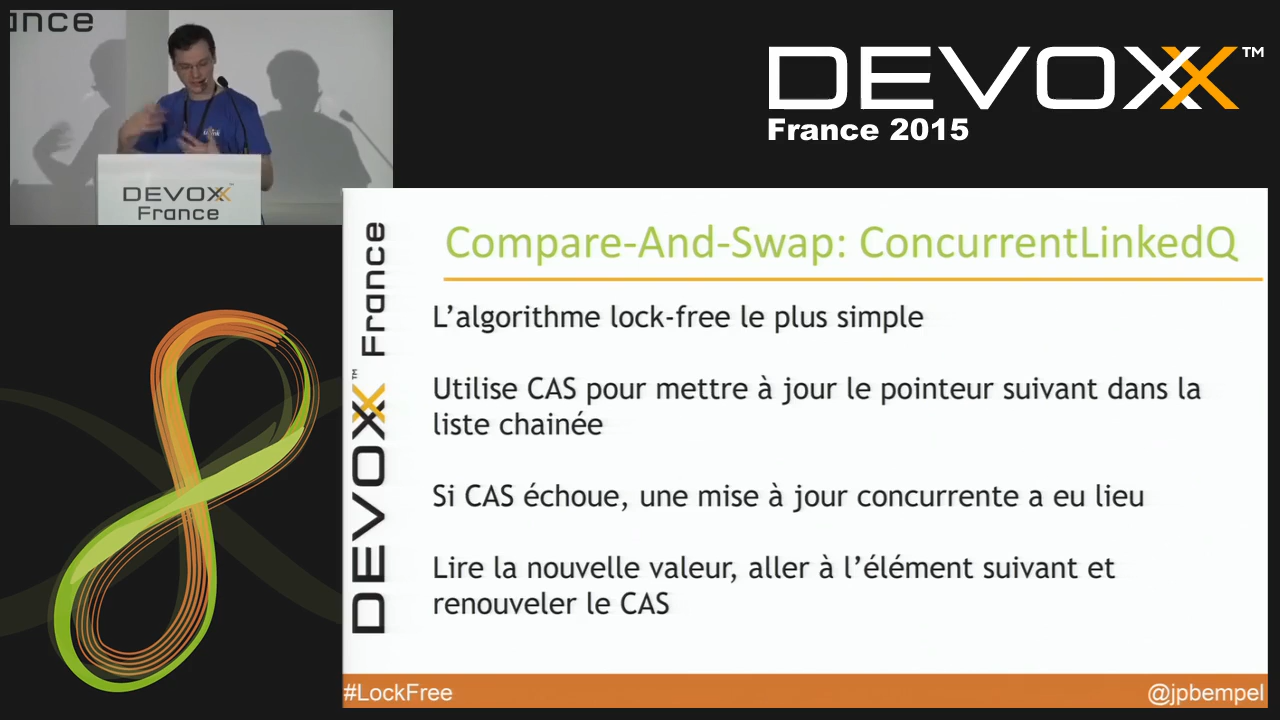 ance
DEVOXX
France
DEVOXX™
France 2015
DEVOXX™ France
Compare-And-Swap: ConcurrentLinkedQ
L’algorithme lock-free le plus simple
Utilise CAS pour mettre à jour le pointeur suivant dans la
liste chainée
Si CAS échoue, une mise à jour concurrente a eu lieu
Lire la nouvelle valeur, aller à l’élément suivant et
renouveler le CAS
#LockFree
@jpbempel